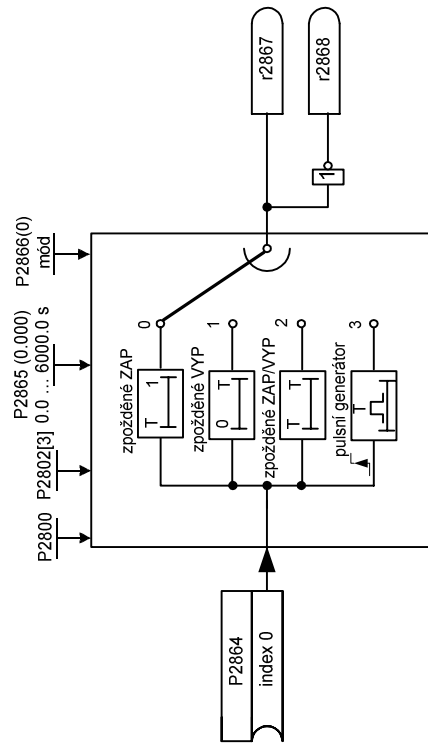 P2800
P2802[3]
P2865 (0.000)
0.0 ... 6000.0 s
P2866(0)
mód
zpožděné ZAP
T 1
0
zpožděné VYP
0 T
1
zpožděné ZAP/VYP
T T
2
pulsní generátor
T
3
P2864
index 0
r2867
1
r2868